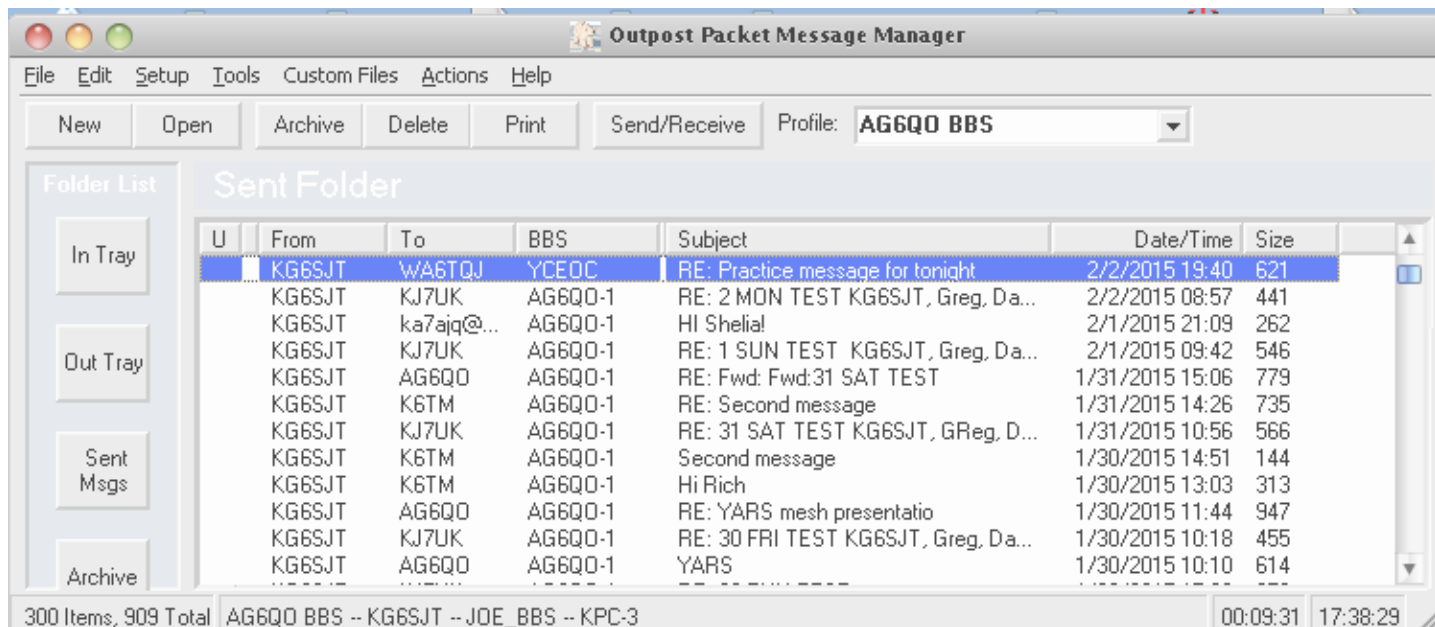 Outpost Packet Message Manager
File Edit Setup Tools Custom Files Actions Help
New Open Archive Delete Print Send/Receive Profile: AG6QO BBS
Folder List Sent Folder
In Tray
Out Tray
Sent Msgs
Archive
U From To BBS Subject Date/Time Size
KG6SJT WA6TQJ YCEOC RE: Practice message for tonight 2/2/2015 19:40 621
KG6SJT KJ7UK AG6QO-1 RE: 2 MON TEST KG6SJT, Greg, Da... 2/2/2015 08:57 441
KG6SJT ka7ajq@... AG6QO-1 HI Shelia! 2/1/2015 21:09 262
KG6SJT KJ7UK AG6QO-1 RE: 1 SUN TEST KG6SJT, Greg, Da... 2/1/2015 09:42 546
KG6SJT AG6QO AG6QO-1 RE: Fwd: Fwd:31 SAT TEST 1/31/2015 15:06 779
KG6SJT K6TM AG6QO-1 RE: Second message 1/31/2015 14:26 735
KG6SJT KJ7UK AG6QO-1 RE: 31 SAT TEST KG6SJT, GReg, D... 1/31/2015 10:56 566
KG6SJT K6TM AG6QO-1 Second message 1/30/2015 14:51 144
KG6SJT K6TM AG6QO-1 Hi Rich 1/30/2015 13:03 313
KG6SJT AG6QO AG6QO-1 RE: YARS mesh presentatio 1/30/2015 11:44 947
KG6SJT KJ7UK AG6QO-1 RE: 30 FRI TEST KG6SJT, Greg, Da... 1/30/2015 10:18 455
KG6SJT AG6QO AG6QO-1 YARS 1/30/2015 10:10 614
300 Items, 909 Total AG6QO BBS -- KG6SJT -- JOE_BBS -- KPC-3 00:09:31 17:38:29